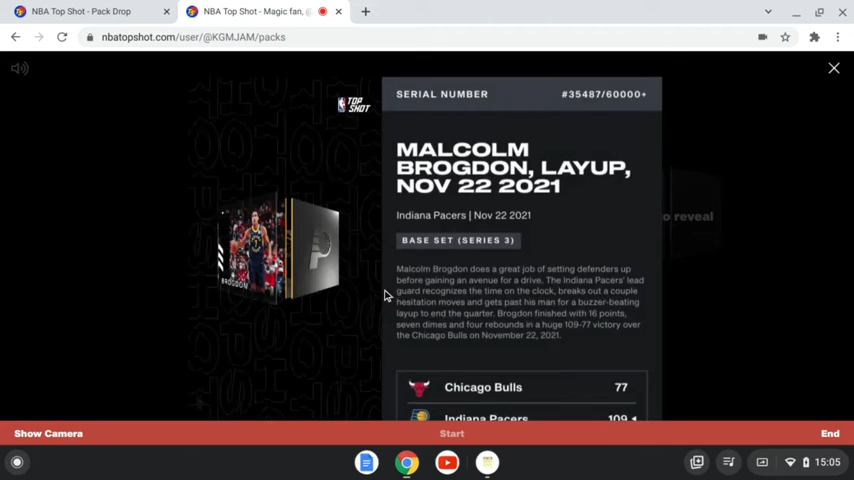 NBA Top Shot - Pack Drop
NBA Top Shot - Magic fan, @
nbatopshot.com/user/@KGMJAM/packs
SERIAL NUMBER #35487/60000+
TOP SHOT
MALCOLM
BROGDON, LAYUP,
NOV 22 2021
Indiana Pacers | Nov 22 2021
o reveal
BASE SET (SERIES 3)
BROGDON
Malcolm Brogdon does a great job of setting defenders up
before gaining an avenue for a drive. The Indiana Pacers' lead
guard recognizes the time on the clock, breaks out a couple
hesitation moves and gets past his man for a buzzer-beating
layup to end the quarter. Brogdon finished with 16 points,
seven dimes and four rebounds in a huge 109-77 victory over
the Chicago Bulls on November 22, 2021.
Chicago Bulls 77
Indiana Pacers 109
Show Camera Start End
15:05